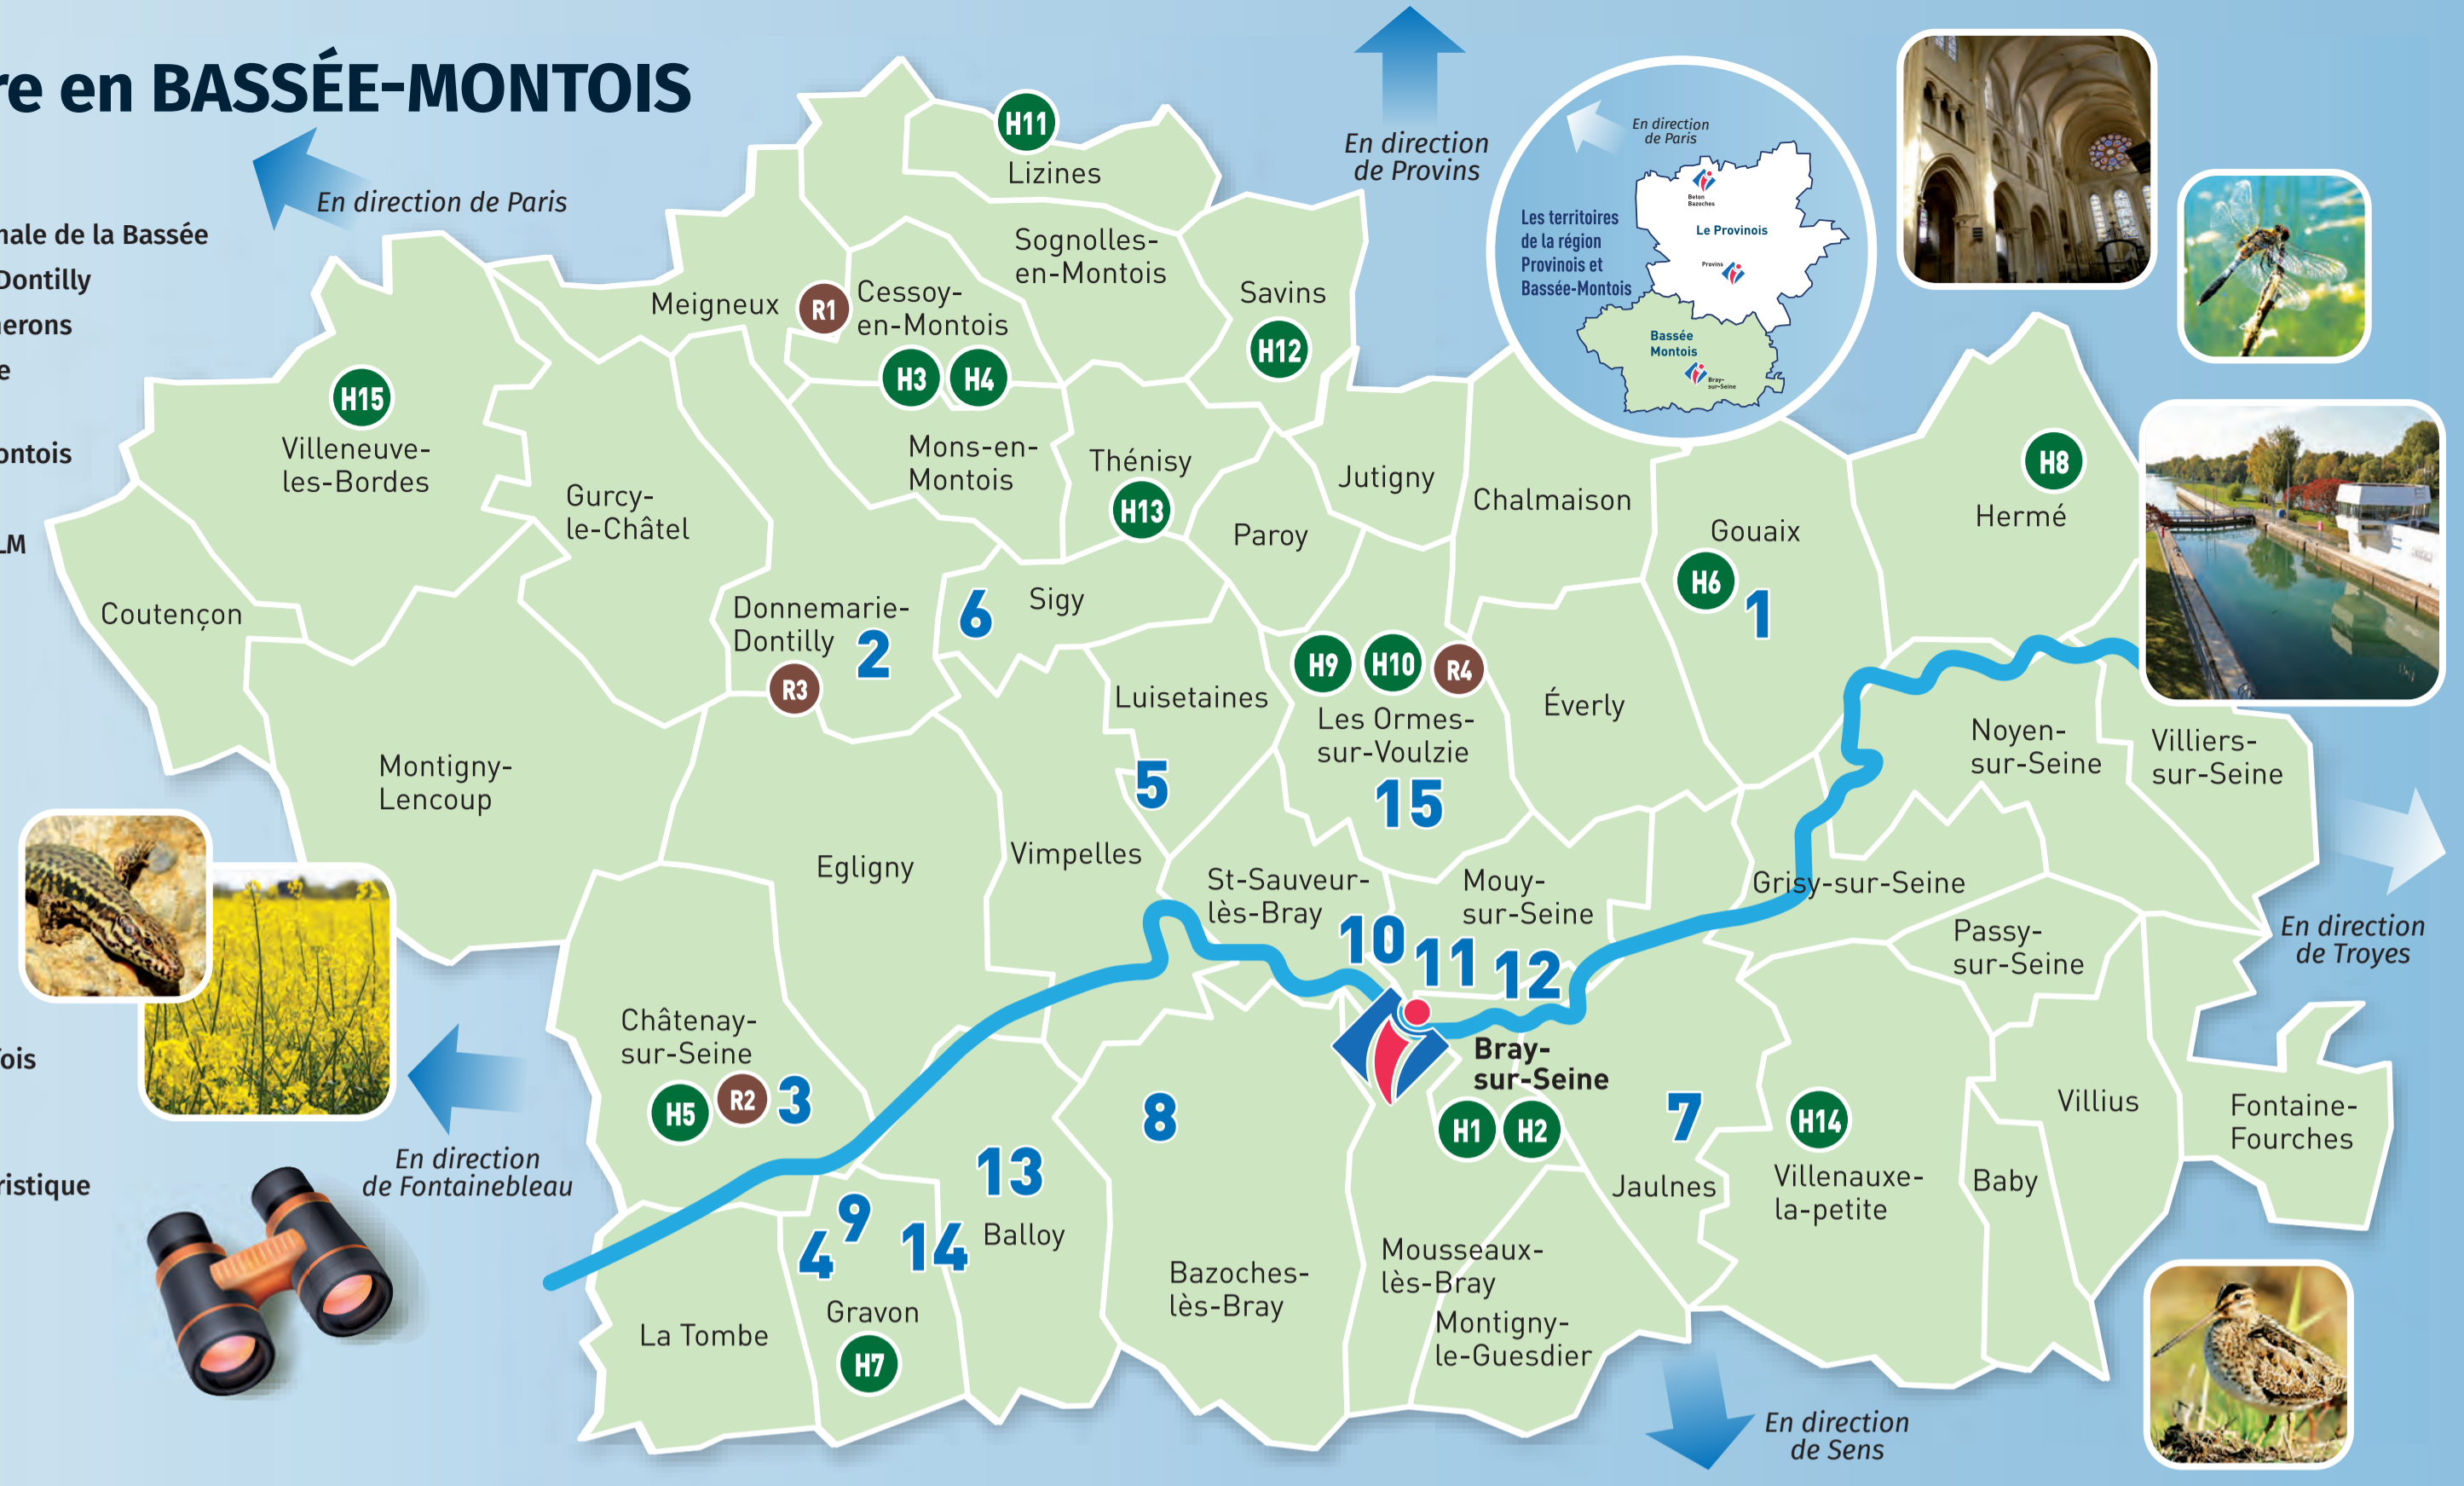 re en BASSÉE-MONTOIS
En direction de Paris
nale de la Bassée
Dontilly
nerons
e
ontois
LM
ois
ristique
En direction
de Provins
En direction
de Paris
Les territoires
de la région
Provinois et
Bassée-Montois
Beton
Bazoches
Le Provinois
Provins
Bassée
Montois
Bray-
sur-Seine
H11
Lizines
Sognolles-
en-Montois
Savins
H12
Meigneux
R1
Cessoy-
en-Montois
H3 H4
H15
Villeneuve-
les-Bordes
Gurcy-
le-Châtel
Mons-en-
Montois
Thénisy
H13
Paroy
Jutigny
Chalmaison
Gouaix
H6 1
H8
Hermé
Coutençon
Donnemarie-
Dontilly 2
R3
6 Sigy
Luisetaines
5
H9 H10 R4
Les Ormes-
sur-Voulzie
15
Éverly
Noyen-
sur-Seine
Villiers-
sur-Seine
Montigny-
Lencoup
Egligny
Vimpelles
St-Sauveur-
lès-Bray
10
Mouy-
sur-Seine
11 12
Grisy-sur-Seine
Passy-
sur-Seine
En direction
de Troyes
Châtenay-
sur-Seine
H5 R2 3
Bray-
sur-Seine
H1 H2
8
7
Jaulnes
H14
Villenauxe-
la-petite
Baby
Villius
Fontaine-
Fourches
En direction
de Fontainebleau
13
Balloy
4 9 14
Gravon
H7
La Tombe
Bazoches-
lès-Bray
Mousseaux-
lès-Bray
Montigny-
le-Guesdier
En direction
de Sens